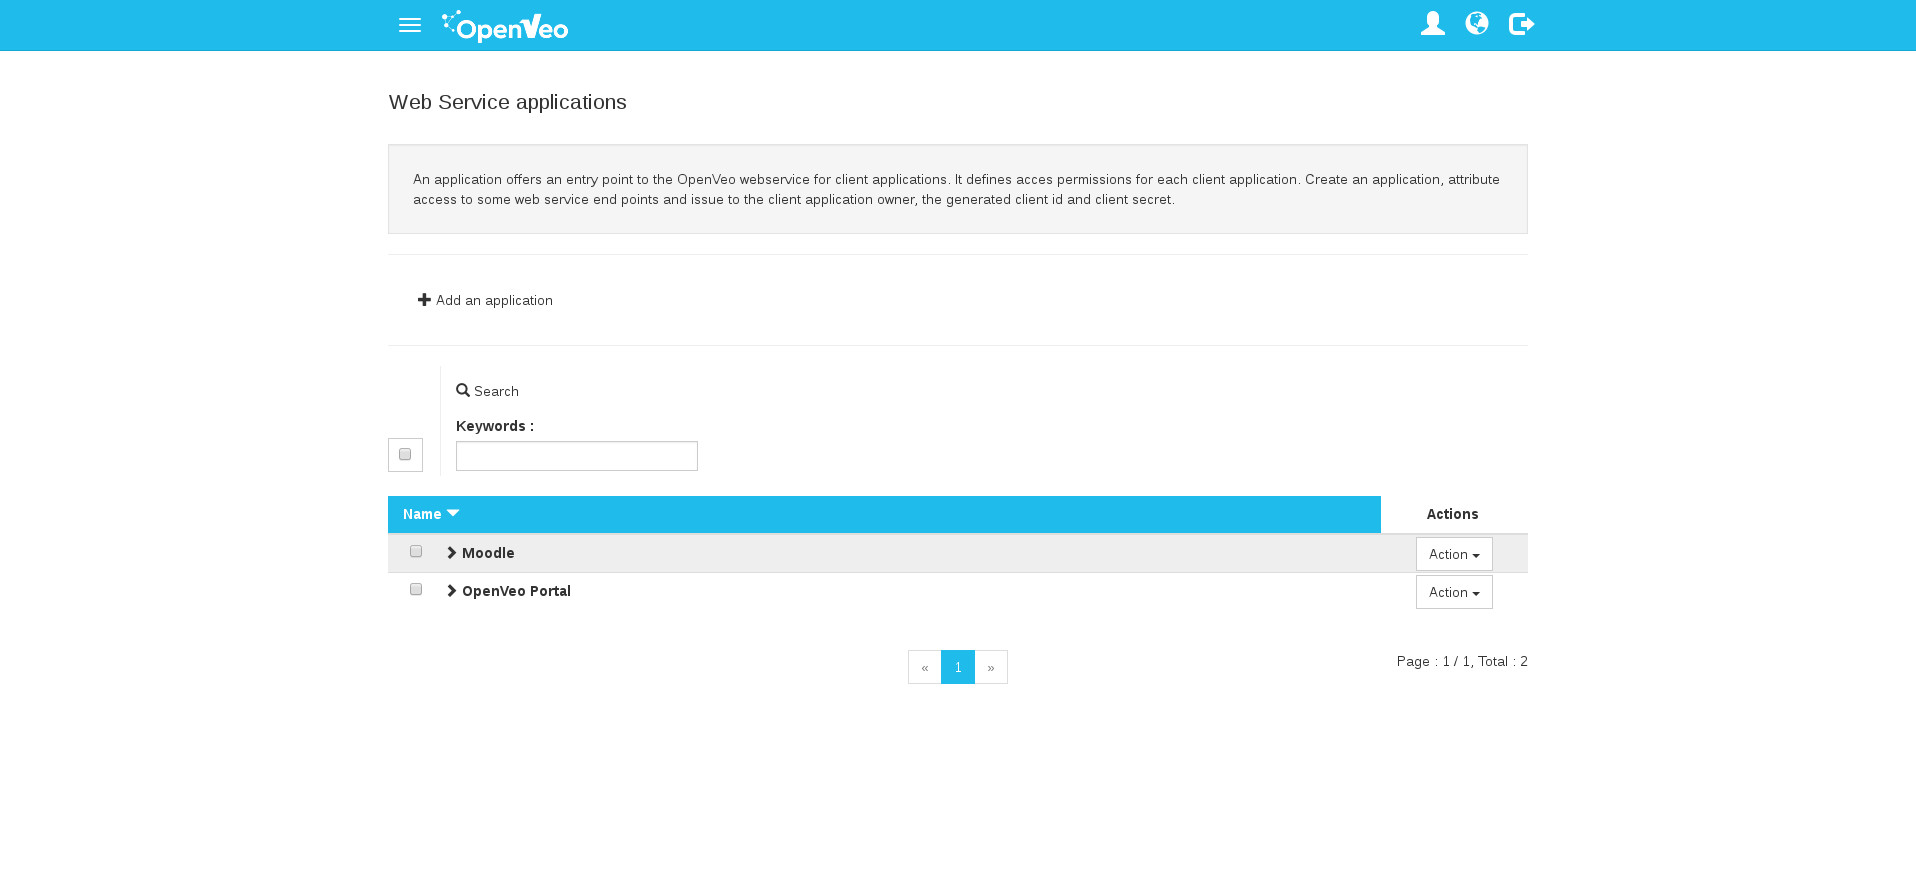 OpenVeo
Web Service applications
An application offers an entry point to the OpenVeo webservice for client applications. It defines acces permissions for each client application. Create an application, attribute
access to some web service end points and issue to the client application owner, the generated client id and client secret.
Add an application
Search
Keywords :
Name Actions
Moodle Action
OpenVeo Portal Action
« 1 » Page : 1 / 1, Total : 2